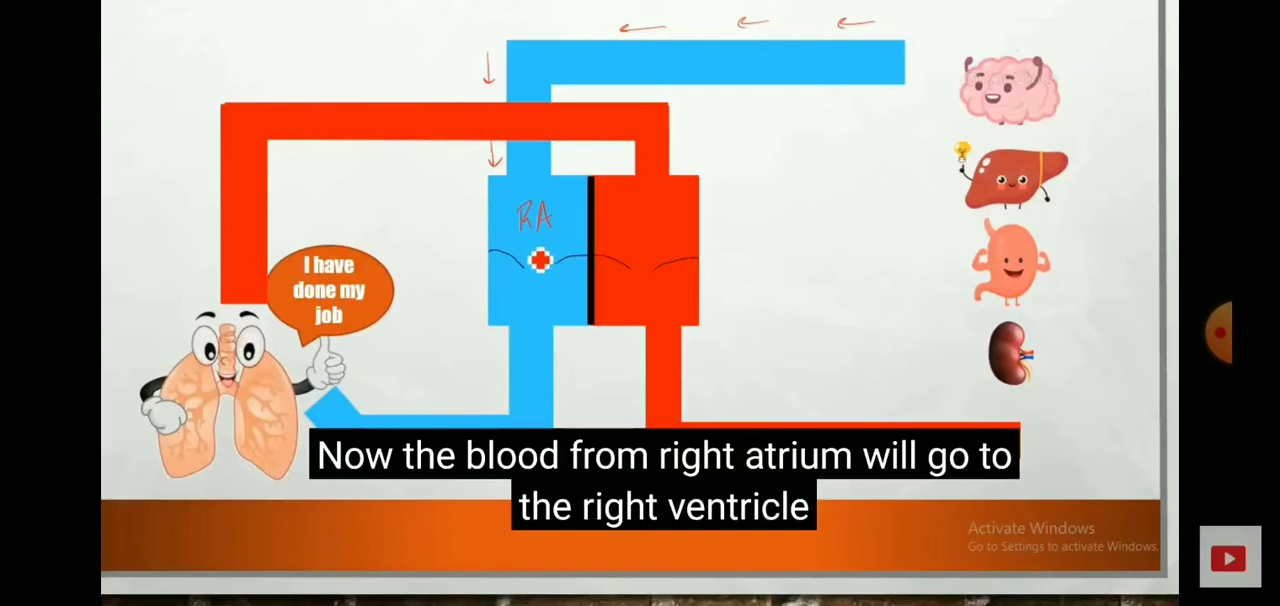 RA
I have
done my
job
Now the blood from right atrium will go to
the right ventricle
Activate Windows
Go to Settings to activate Windows.